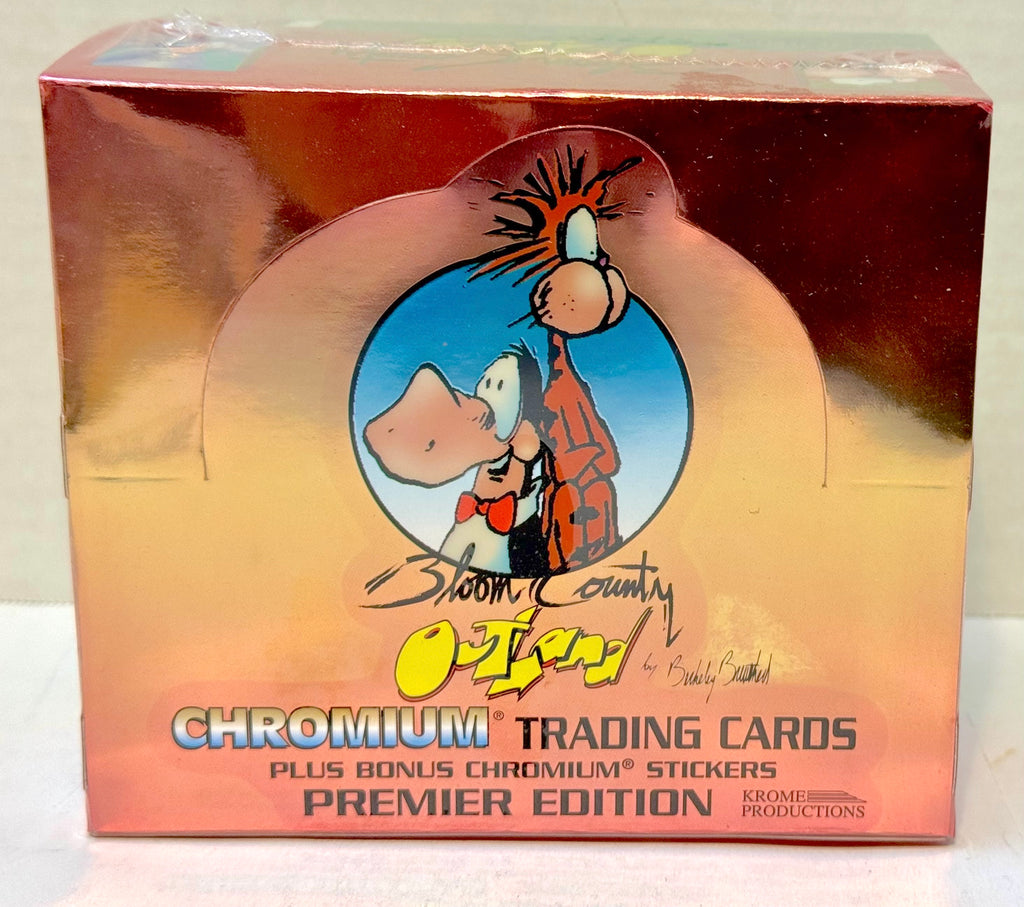 Bloom County
OutLand
by Berkeley Breathed
CHROMIUM® TRADING CARDS
PLUS BONUS CHROMIUM® STICKERS
PREMIER EDITION
KROME
PRODUCTIONS